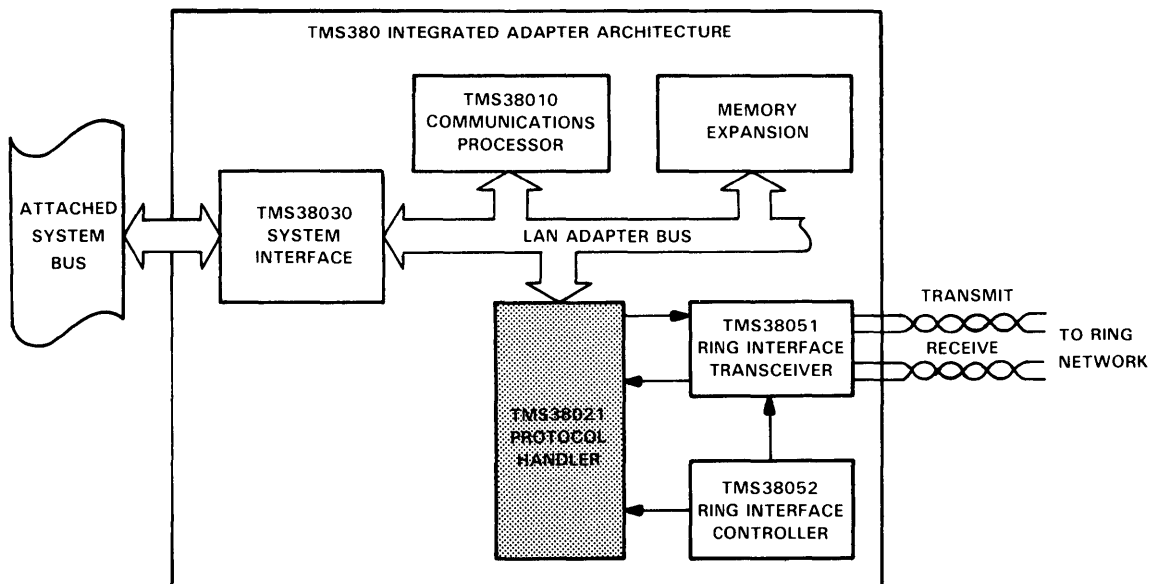 TMS380 INTEGRATED ADAPTER ARCHITECTURE
TMS38010
COMMUNICATIONS
PROCESSOR
MEMORY
EXPANSION
ATTACHED
SYSTEM
BUS
TMS38030
SYSTEM
INTERFACE
LAN ADAPTER BUS
TMS38021
PROTOCOL
HANDLER
TMS38051
RING INTERFACE
TRANSCEIVER
TRANSMIT
RECEIVE
TO RING
NETWORK
TMS38052
RING INTERFACE
CONTROLLER